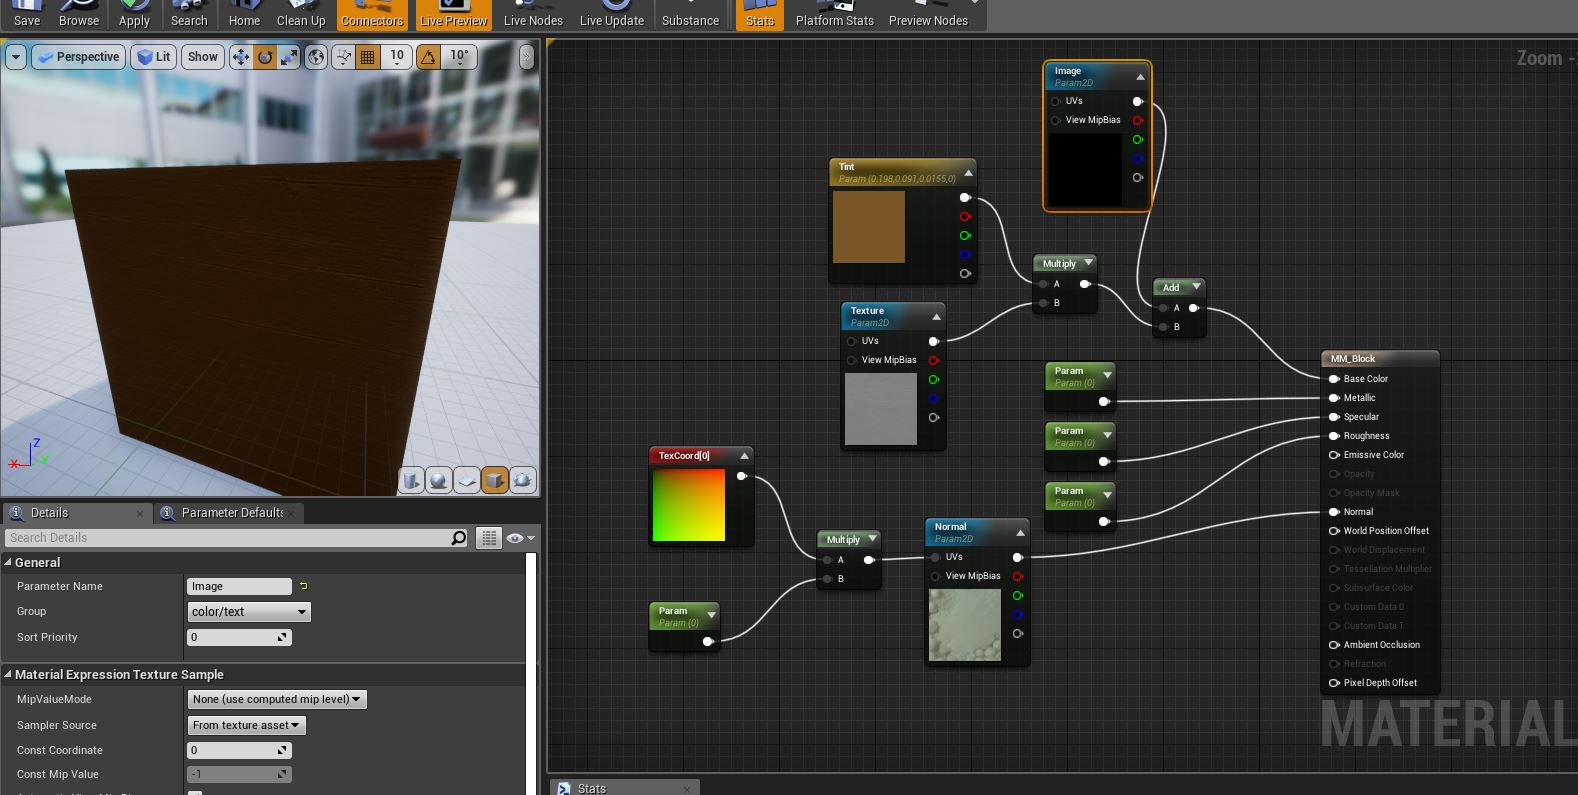 Save Browse Apply Search Home Clean Up Connectors Live Preview Live Nodes Live Update Substance Stats Platform Stats Preview Nodes
Perspective Lit Show 10 10°
Zoom -
Image
Param2D
UVs
View MipBias
Tint
Param (0.198,0.091,0.0155,0)
Multiply
A
B
Add
A
B
Texture
Param2D
UVs
View MipBias
MM_Block
Base Color
Metallic
Specular
Roughness
Emissive Color
Opacity
Opacity Mask
Normal
World Position Offset
World Displacement
Tessellation Multiplier
Subsurface Color
Custom Data 0
Custom Data 1
Ambient Occlusion
Refraction
Pixel Depth Offset
Param
Param (0)
Param
Param (0)
Param
Param (0)
TexCoord[0]
Multiply
A
B
Normal
Param2D
UVs
View MipBias
Param
Param (0)
MATERIAL
Z
X
Y
Details
Parameter Defaults
Search Details
General
Parameter Name Image
Group color/text
Sort Priority 0
Material Expression Texture Sample
MipValueMode None (use computed mip level)
Sampler Source From texture asset
Const Coordinate 0
Const Mip Value -1
Stats